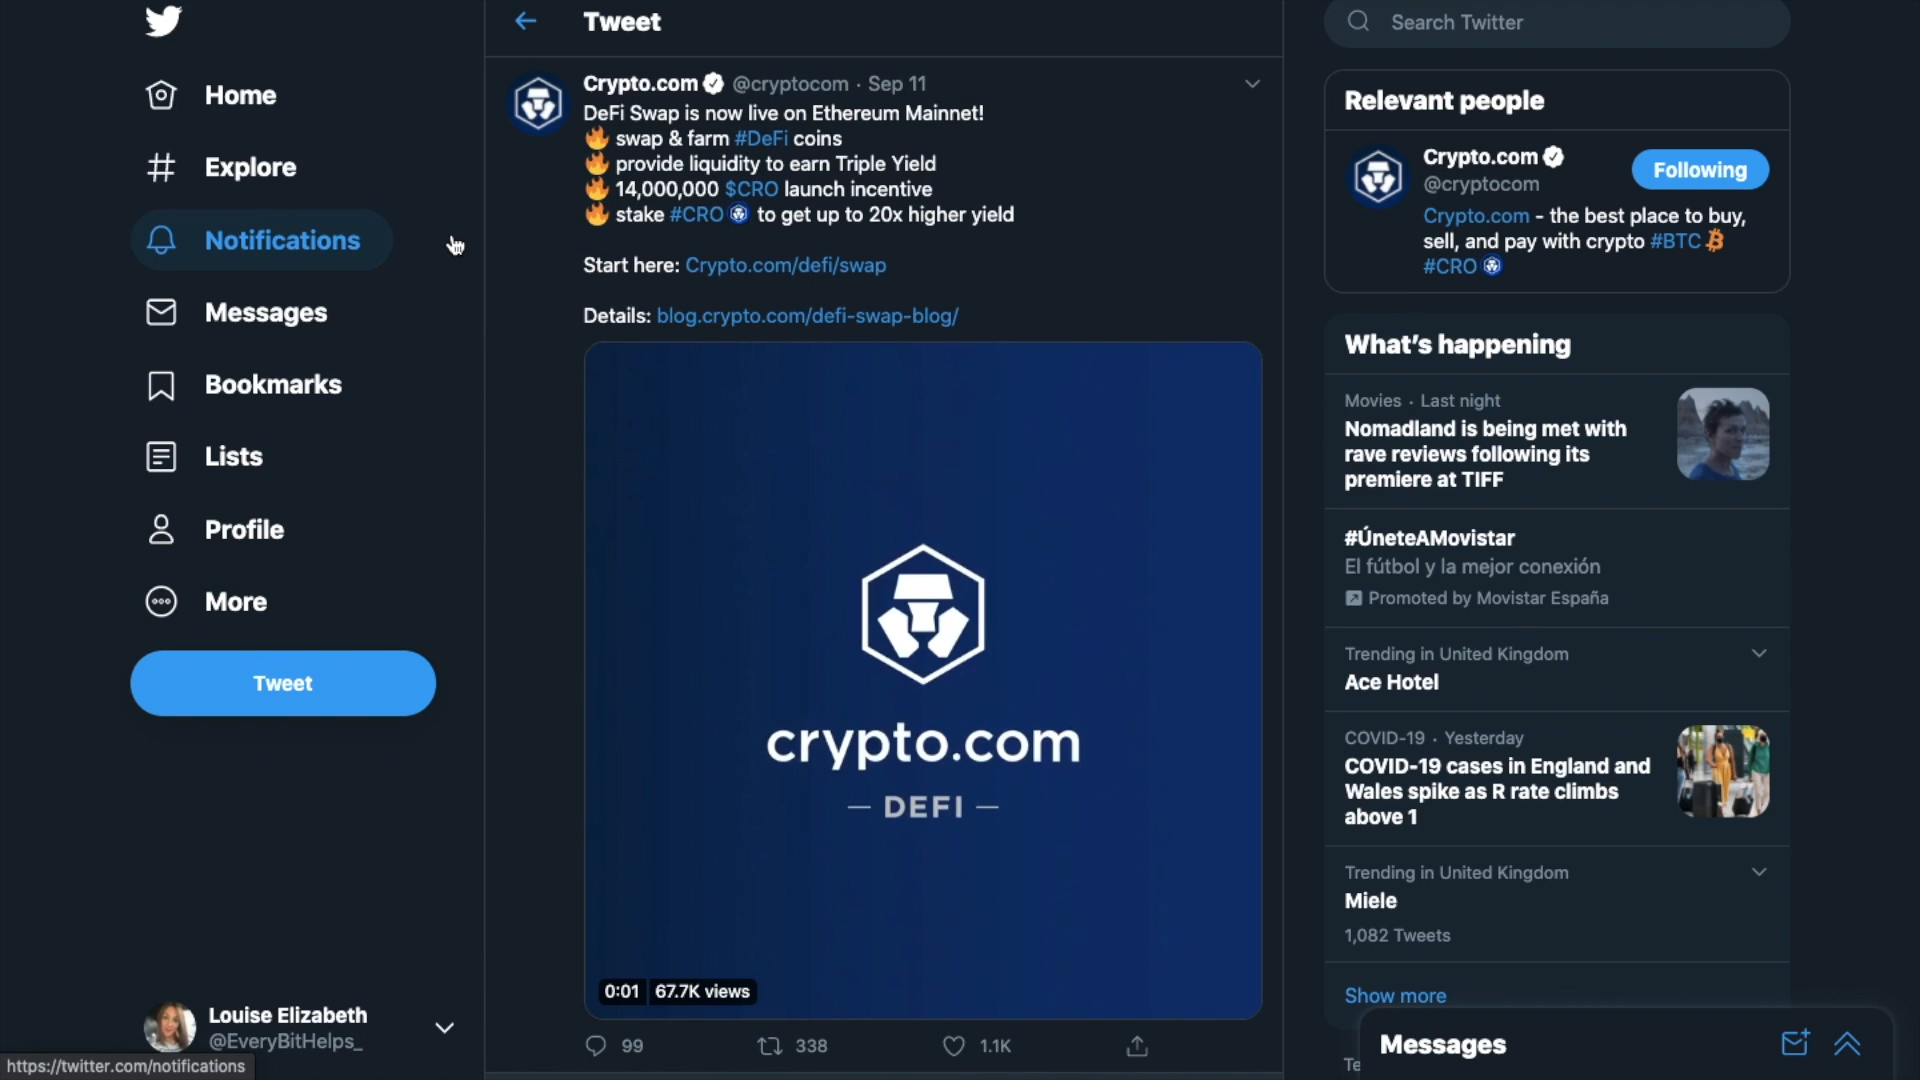 Home
Explore
Notifications
Messages
Bookmarks
Lists
Profile
More
Tweet
Louise Elizabeth
@EveryBitHelps_
https://twitter.com/notifications
Tweet
Crypto.com @cryptocom · Sep 11
DeFi Swap is now live on Ethereum Mainnet!
🔥 swap & farm #DeFi coins
🔥 provide liquidity to earn Triple Yield
🔥 14,000,000 $CRO launch incentive
🔥 stake #CRO to get up to 20x higher yield
Start here: Crypto.com/defi/swap
Details: blog.crypto.com/defi-swap-blog/
crypto.com
— DEFI —
0:01 67.7K views
99 338 1.1K
Search Twitter
Relevant people
Crypto.com
@cryptocom
Following
Crypto.com - the best place to buy,
sell, and pay with crypto #BTC
#CRO
What's happening
Movies · Last night
Nomadland is being met with
rave reviews following its
premiere at TIFF
#ÚneteAMovistar
El fútbol y la mejor conexión
Promoted by Movistar España
Trending in United Kingdom
Ace Hotel
COVID-19 · Yesterday
COVID-19 cases in England and
Wales spike as R rate climbs
above 1
Trending in United Kingdom
Miele
1,082 Tweets
Show more
Te
Messages